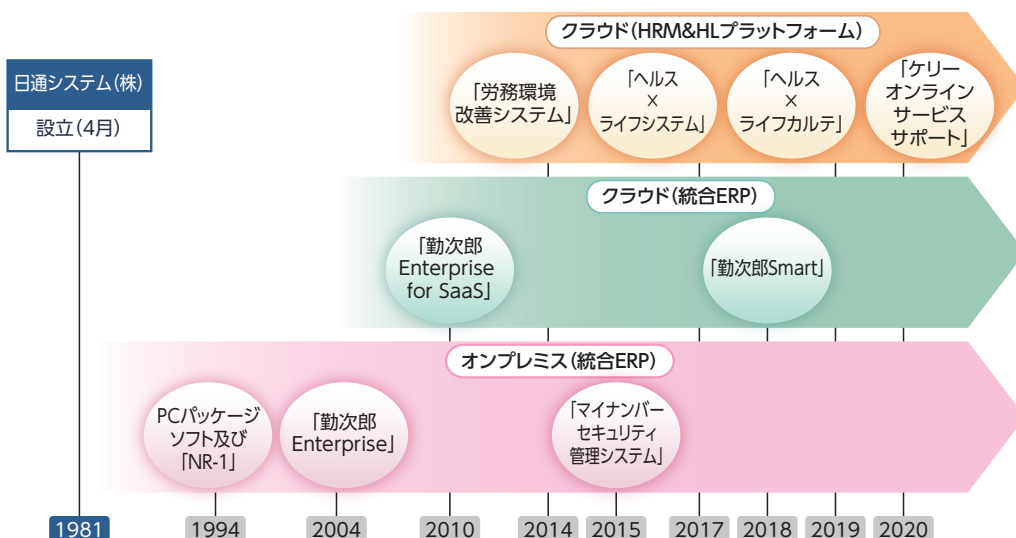 日通システム(株)
設立(4月)
クラウド(HRM&HLプラットフォーム)
「労務環境
改善システム」
「ヘルス
×
ライフシステム」
「ヘルス
×
ライフカルテ」
「ケリー
オンライン
サービス
サポート」
クラウド(統合ERP)
「勤次郎
Enterprise
for SaaS」
「勤次郎Smart」
オンプレミス(統合ERP)
PCパッケージ
ソフト及び
「NR-1」
「勤次郎
Enterprise」
「マイナンバー
セキュリティ
管理システム」
1981
1994
2004
2010
2014
2015
2017
2018
2019
2020